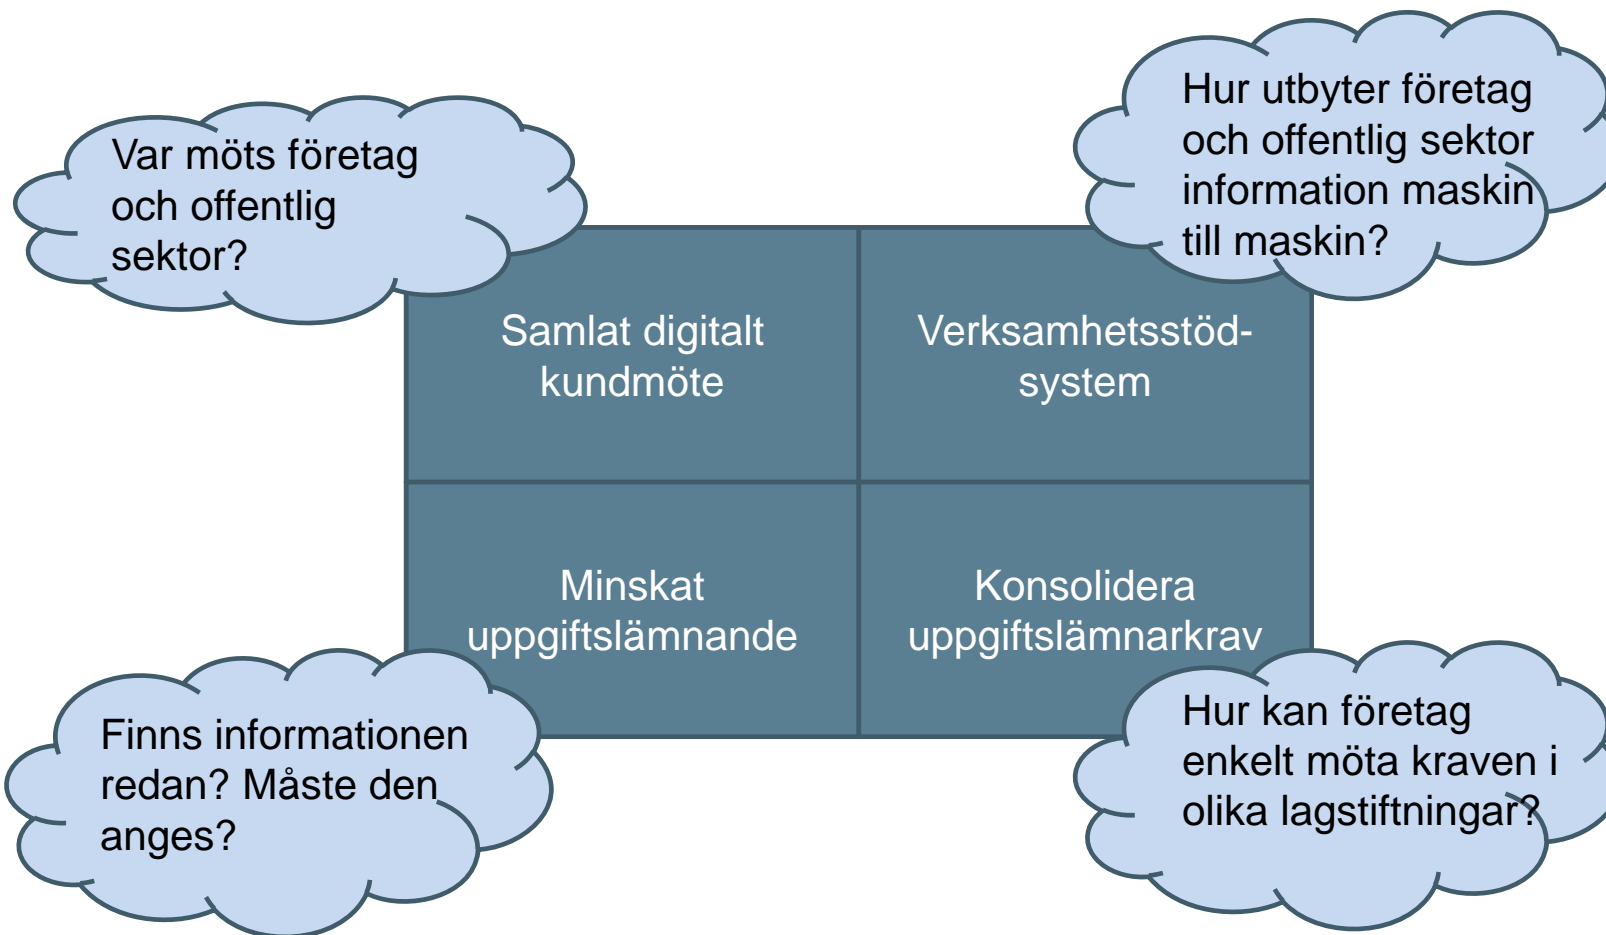 Var möts företag
och offentlig
sektor?
Hur utbyter företag
och offentlig sektor
information maskin
till maskin?
Samlat digitalt
kundmöte
Verksamhetsstöd-
system
Minskat
uppgiftslämnande
Konsolidera
uppgiftslämnarkrav
Finns informationen
redan? Måste den
anges?
Hur kan företag
enkelt möta kraven i
olika lagstiftningar?